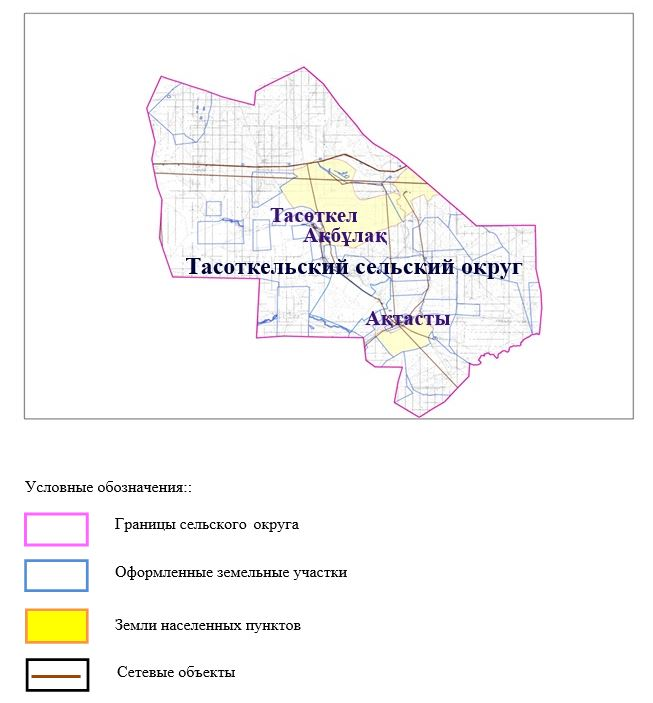 Тасөткел
Ақбұлақ
Тасоткельский сельский округ
Ақтасты
Условные обозначения::
Границы сельского округа
Оформленные земельные участки
Земли населенных пунктов
Сетевые объекты